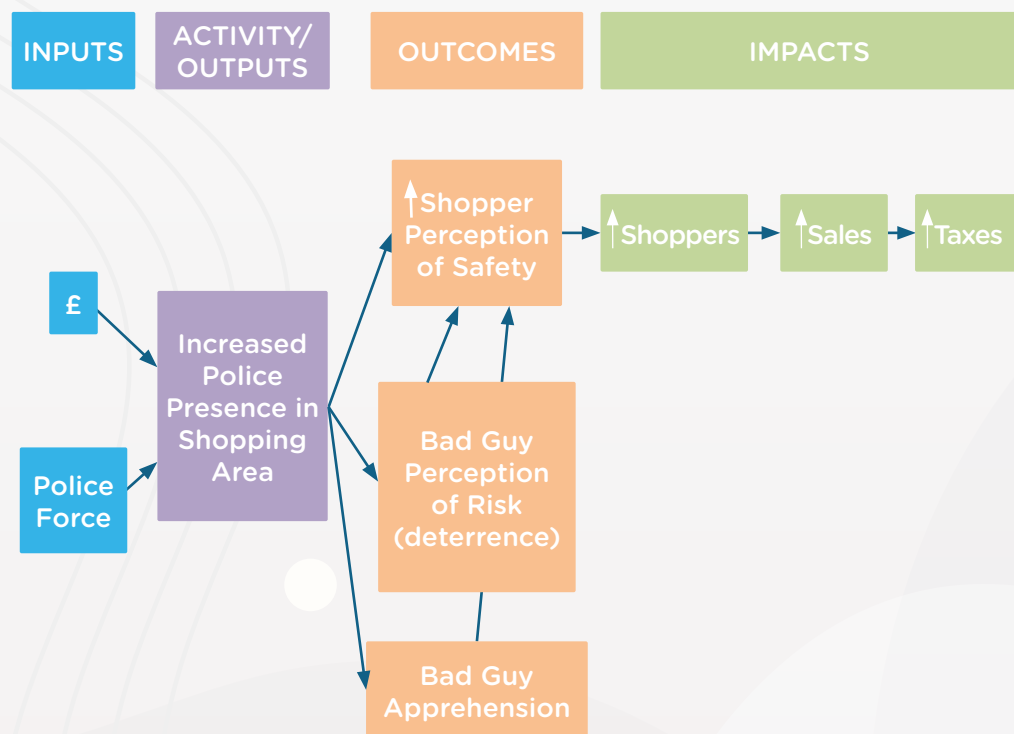 INPUTS
ACTIVITY/
OUTPUTS
OUTCOMES
IMPACTS
£
Police
Force
Increased
Police
Presence in
Shopping
Area
Shopper
Perception
of Safety
Bad Guy
Perception
of Risk
(deterrence)
Bad Guy
Apprehension
Shoppers
Sales
Taxes